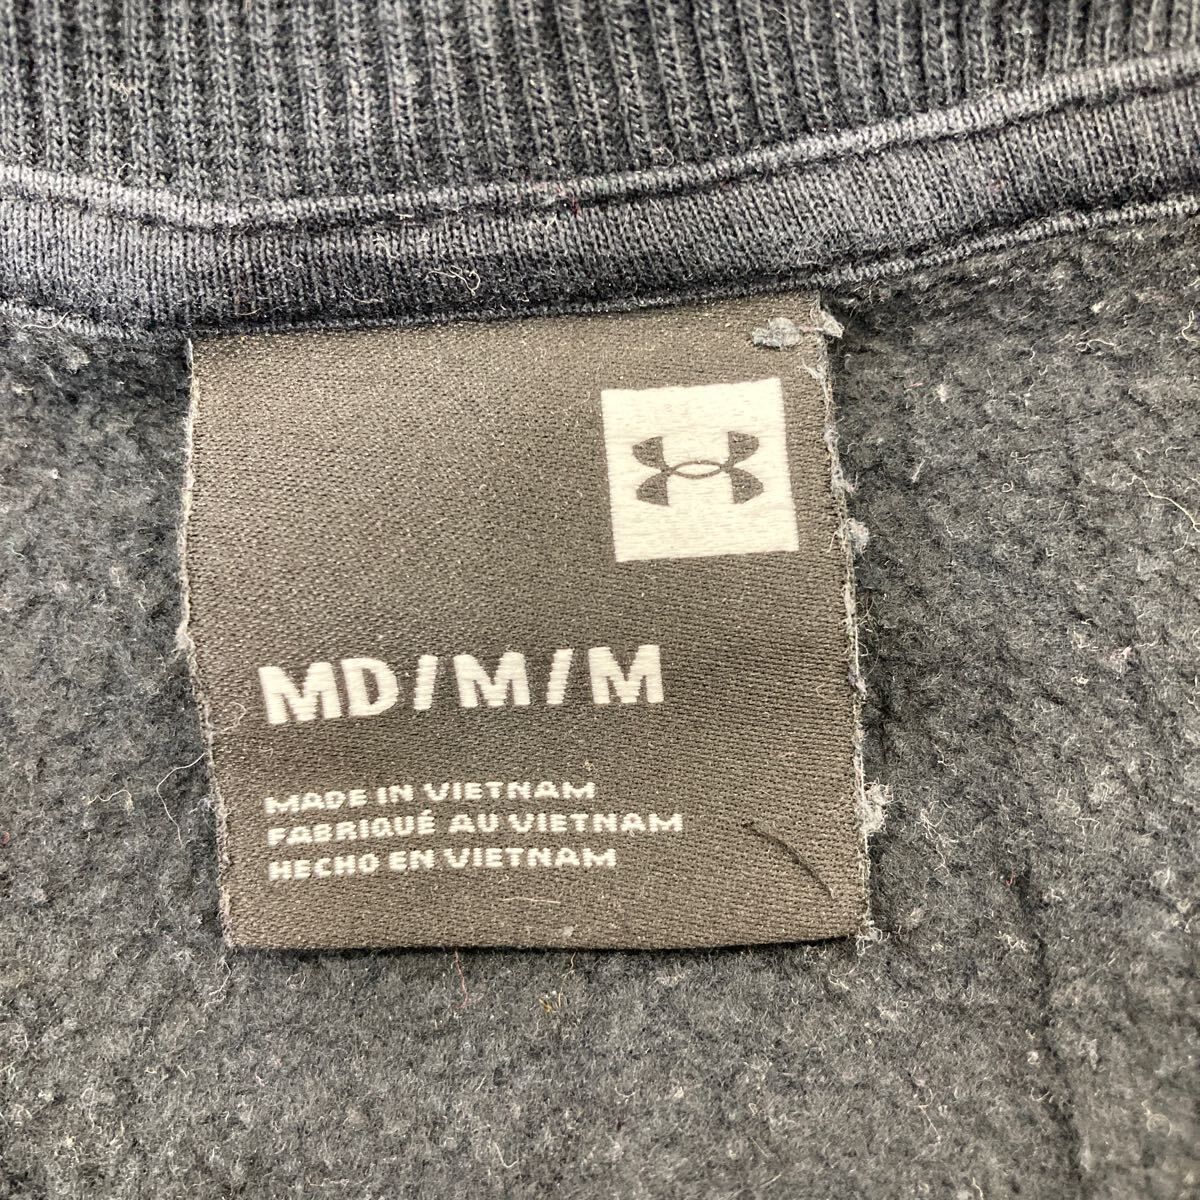 MD/M/M
MADE IN VIETNAM
FABRIQUÉ AU VIETNAM
HECHO EN VIETNAM